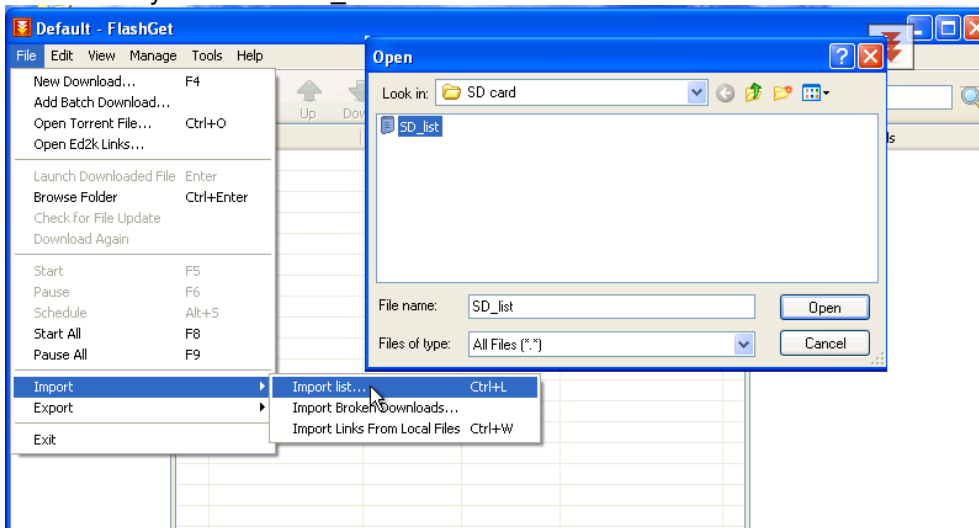 Default - FlashGet
File Edit View Manage Tools Help
New Download... F4
Add Batch Download...
Open Torrent File... Ctrl+O
Open Ed2k Links...
Launch Downloaded File Enter
Browse Folder Ctrl+Enter
Check for File Update
Download Again
Start F5
Pause F6
Schedule Alt+S
Start All F8
Pause All F9
Import
Export
Exit
Import list... Ctrl+L
Import Broken Downloads...
Import Links From Local Files Ctrl+W
Up
Open
Look in: SD card
SD_list
File name: SD_list Open
Files of type: All Files (*.*) Cancel